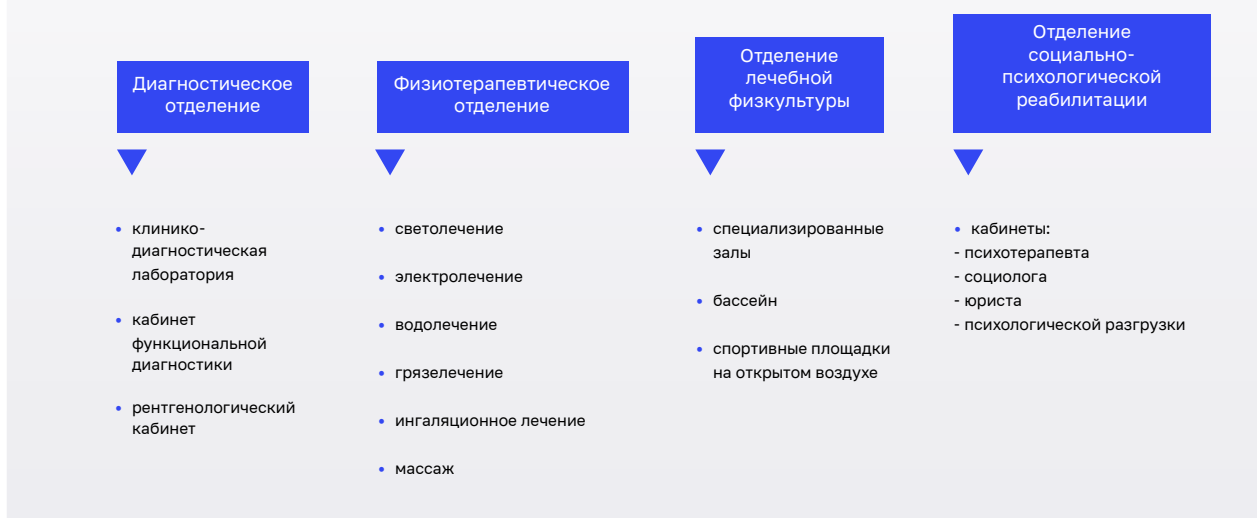 Диагностическое
отделение
• клинико-
диагностическая
лаборатория
• кабинет
функциональной
диагностики
• рентгенологический
кабинет
Физиотерапевтическое
отделение
• светолечение
• электролечение
• водолечение
• грязелечение
• ингаляционное лечение
• массаж
Отделение
лечебной
физкультуры
• специализированные
залы
• бассейн
• спортивные площадки
на открытом воздухе
Отделение
социально-
психологической
реабилитации
• кабинеты:
- психотерапевта
- социолога
- юриста
- психологической разгрузки